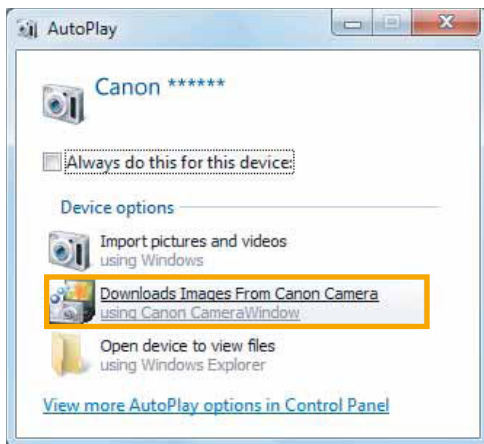 AutoPlay
Canon ******
Always do this for this device:
Device options
Import pictures and videos
using Windows
Downloads Images From Canon Camera
using Canon CameraWindow
Open device to view files
using Windows Explorer
View more AutoPlay options in Control Panel